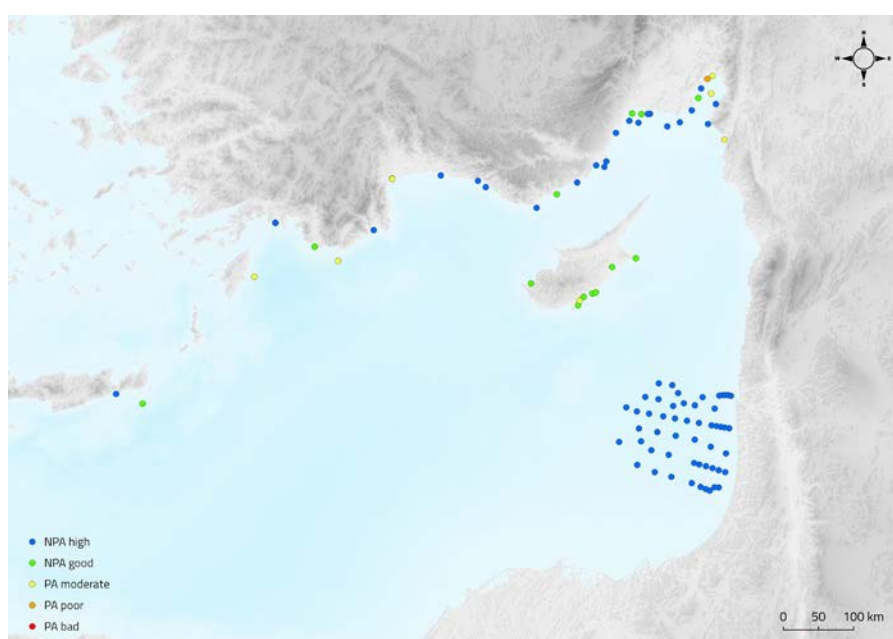 N
W
E
S
NPA high
NPA good
PA moderate
PA poor
PA bad
0 50 100 km